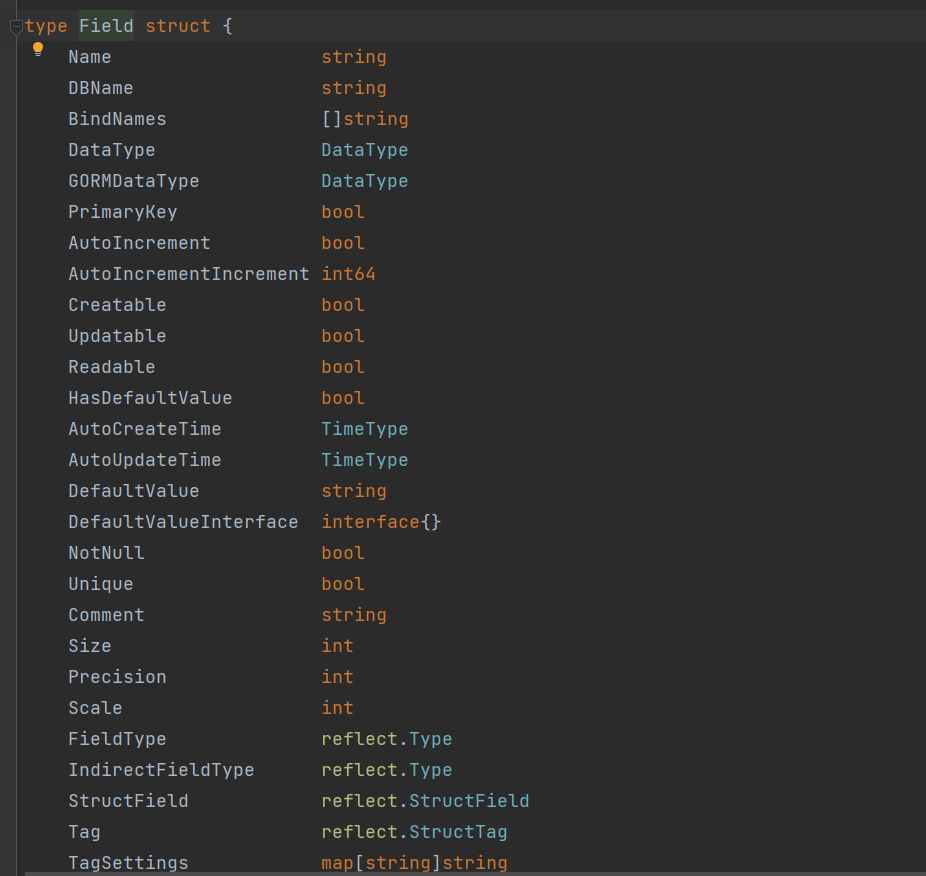 type Field struct {
Name string
DBName string
BindNames []string
DataType DataType
GORMDataType DataType
PrimaryKey bool
AutoIncrement bool
AutoIncrementIncrement int64
Creatable bool
Updatable bool
Readable bool
HasDefaultValue bool
AutoCreateTime TimeType
AutoUpdateTime TimeType
DefaultValue string
DefaultValueInterface interface{}
NotNull bool
Unique bool
Comment string
Size int
Precision int
Scale int
FieldType reflect.Type
IndirectFieldType reflect.Type
StructField reflect.StructField
Tag reflect.StructTag
TagSettings map[string]string